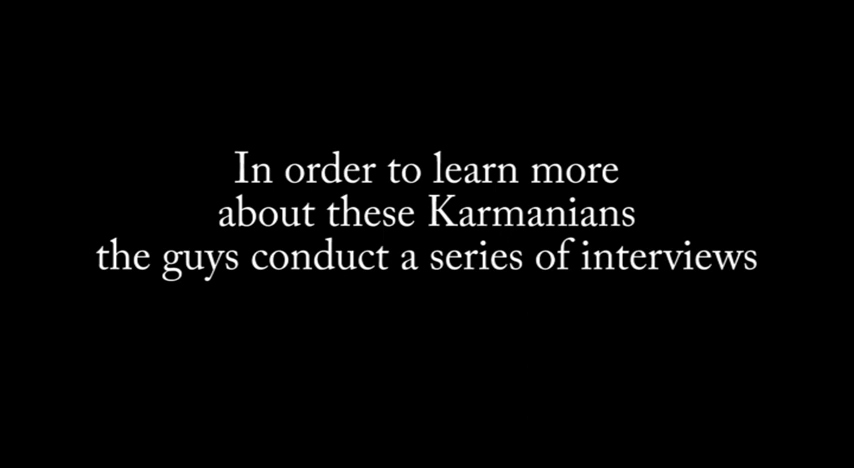 In order to learn more
about these Karmanians
the guys conduct a series of interviews